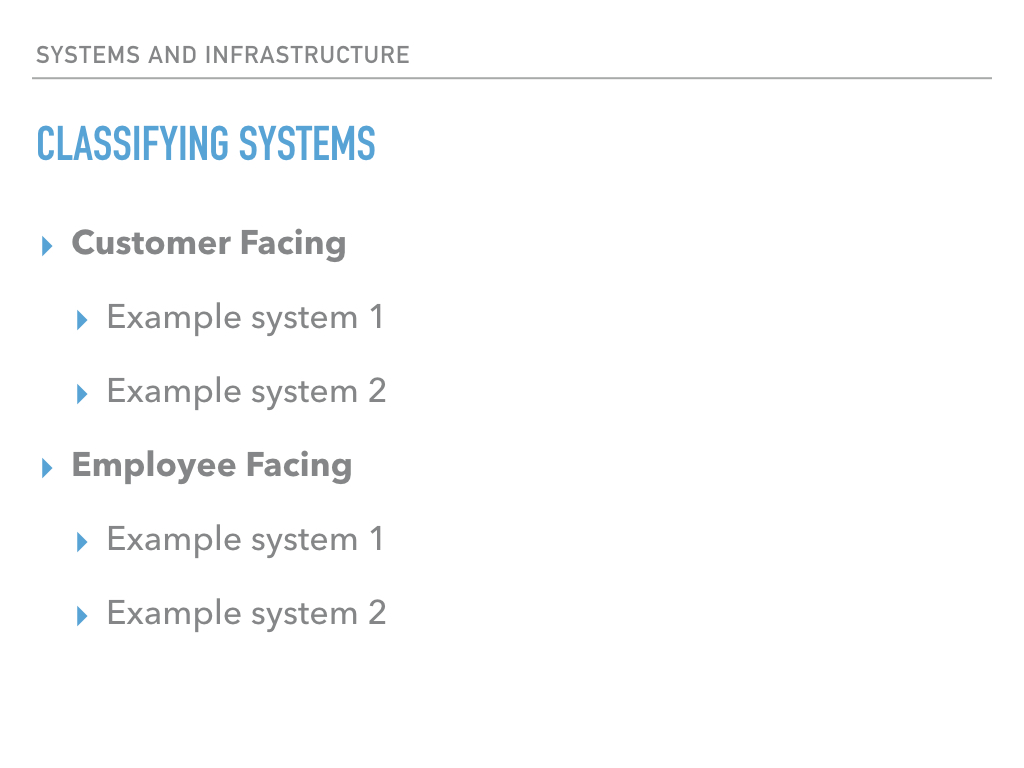 SYSTEMS AND INFRASTRUCTURE
CLASSIFYING SYSTEMS
Customer Facing
Example system 1
Example system 2
Employee Facing
Example system 1
Example system 2